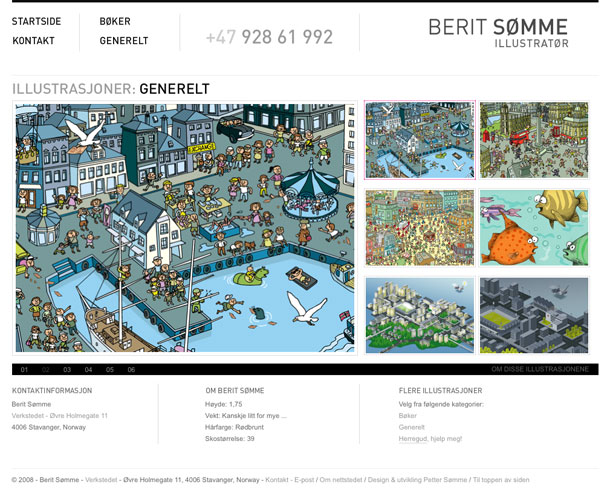 STARTSIDE
KONTAKT
BØKER
GENERELT
+47 928 61 992
BERIT SØMME
ILLUSTRATØR
ILLUSTRASJONER: GENERELT
EXCHANGE
01 02 03 04 05 06
OM DISSE ILLUSTRASJONENE
KONTAKTINFORMASJON
Berit Sømme
Verkstedet - Øvre Holmegate 11
4006 Stavanger, Norway
OM BERIT SØMME
Høyde: 1,75
Vekt: Kanskje litt for mye ...
Hårfarge: Rødbrunt
Skostørrelse: 39
FLERE ILLUSTRASJONER
Velg fra følgende kategorier:
Bøker
Generelt
Herregud, hjelp meg!
© 2008 - Berit Sømme - Verkstedet - Øvre Holmegate 11, 4006 Stavanger, Norway - Kontakt - E-post / Om nettstedet / Design & utvikling Petter Sømme / Til toppen av siden